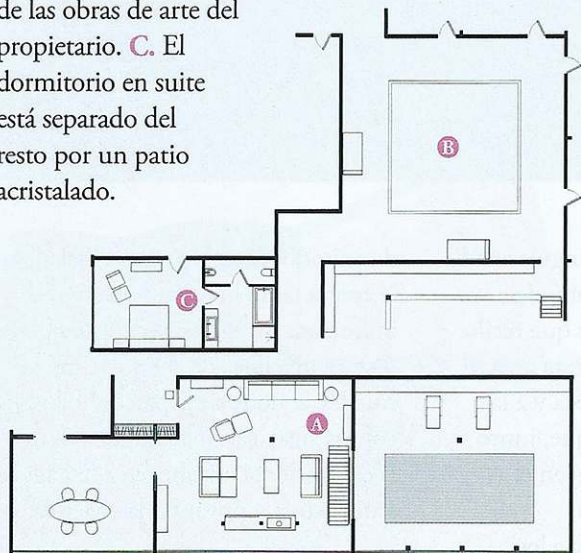 de las obras de arte del
propietario. C. El
dormitorio en suite
está separado del
resto por un patio
acristalado.
B
C
A